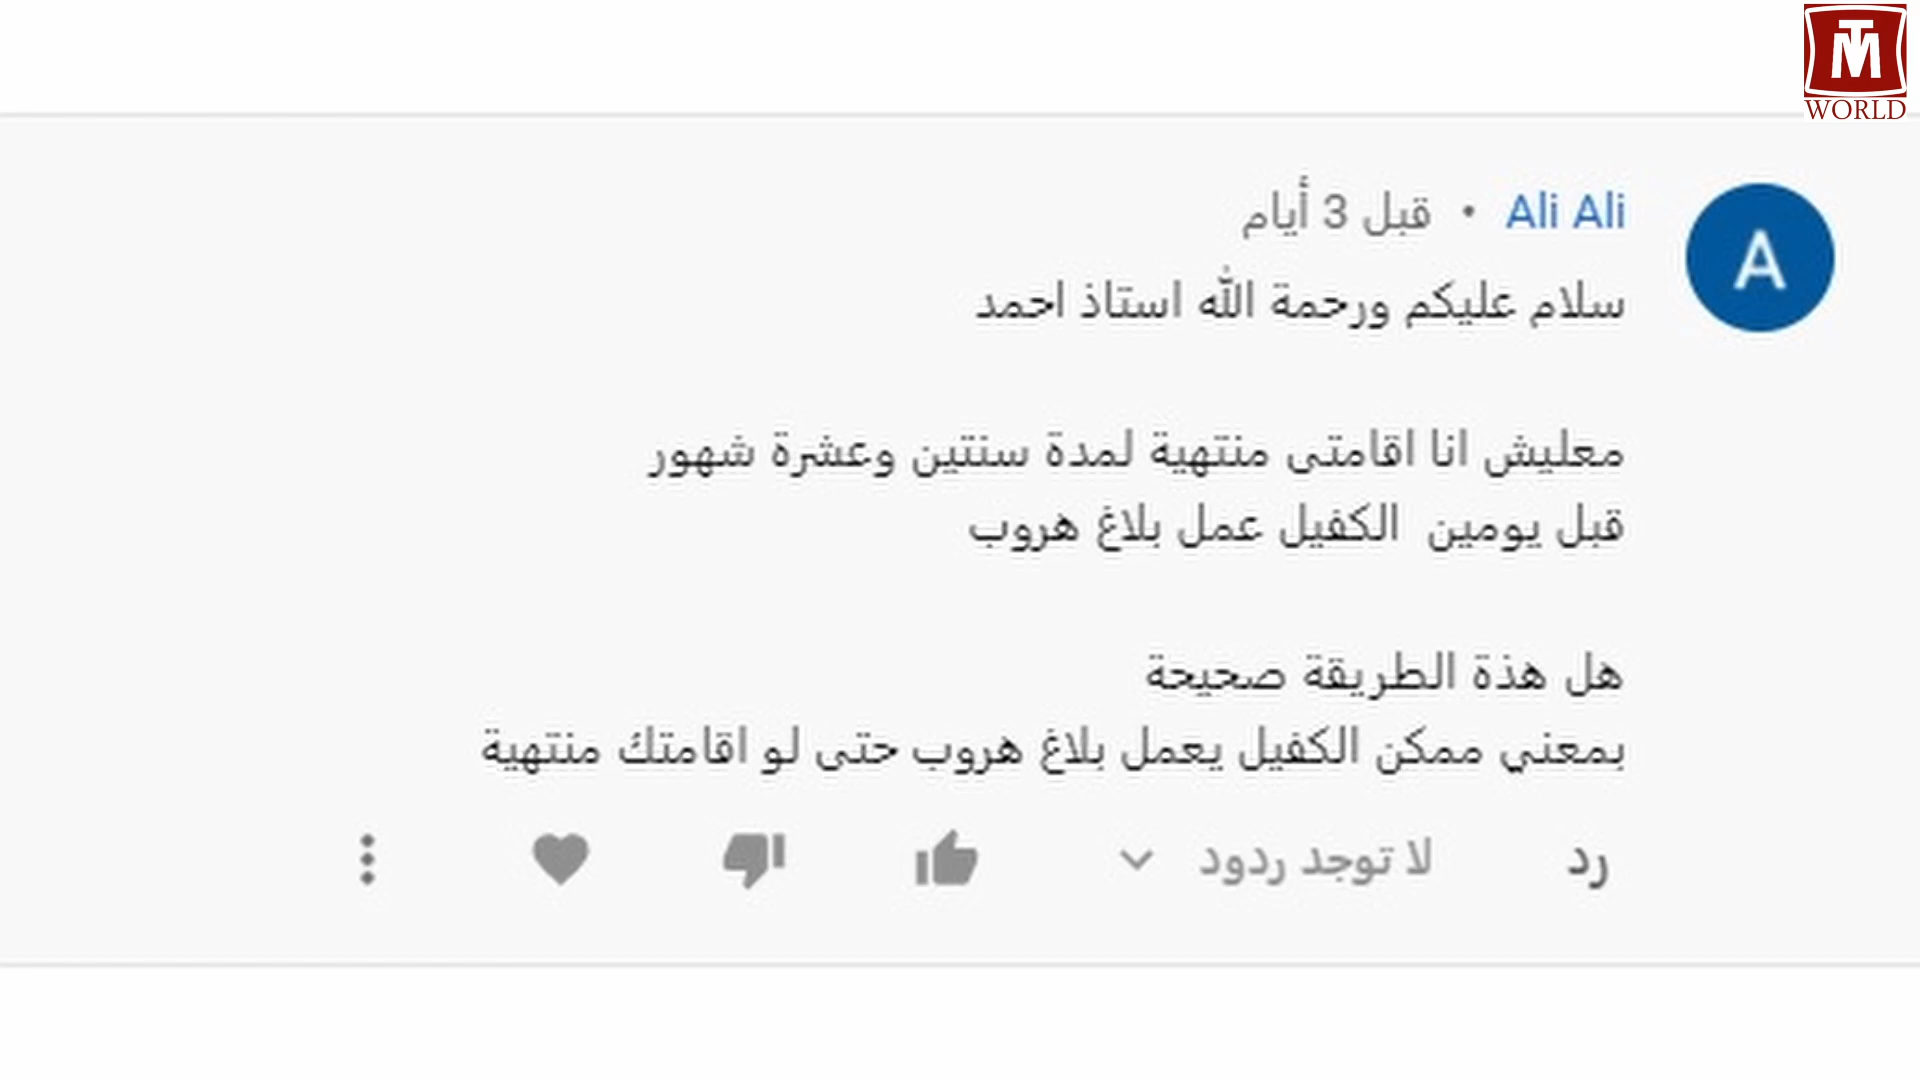 TM
WORLD
Ali Ali • قبل 3 أيام
A
سلام عليكم ورحمة الله استاذ احمد
معليش انا اقامتى منتهية لمدة سنتين وعشرة شهور
قبل يومين الكفيل عمل بلاغ هروب
هل هذة الطريقة صحيحة
بمعني ممكن الكفيل يعمل بلاغ هروب حتى لو اقامتك منتهية
رد لا توجد ردود